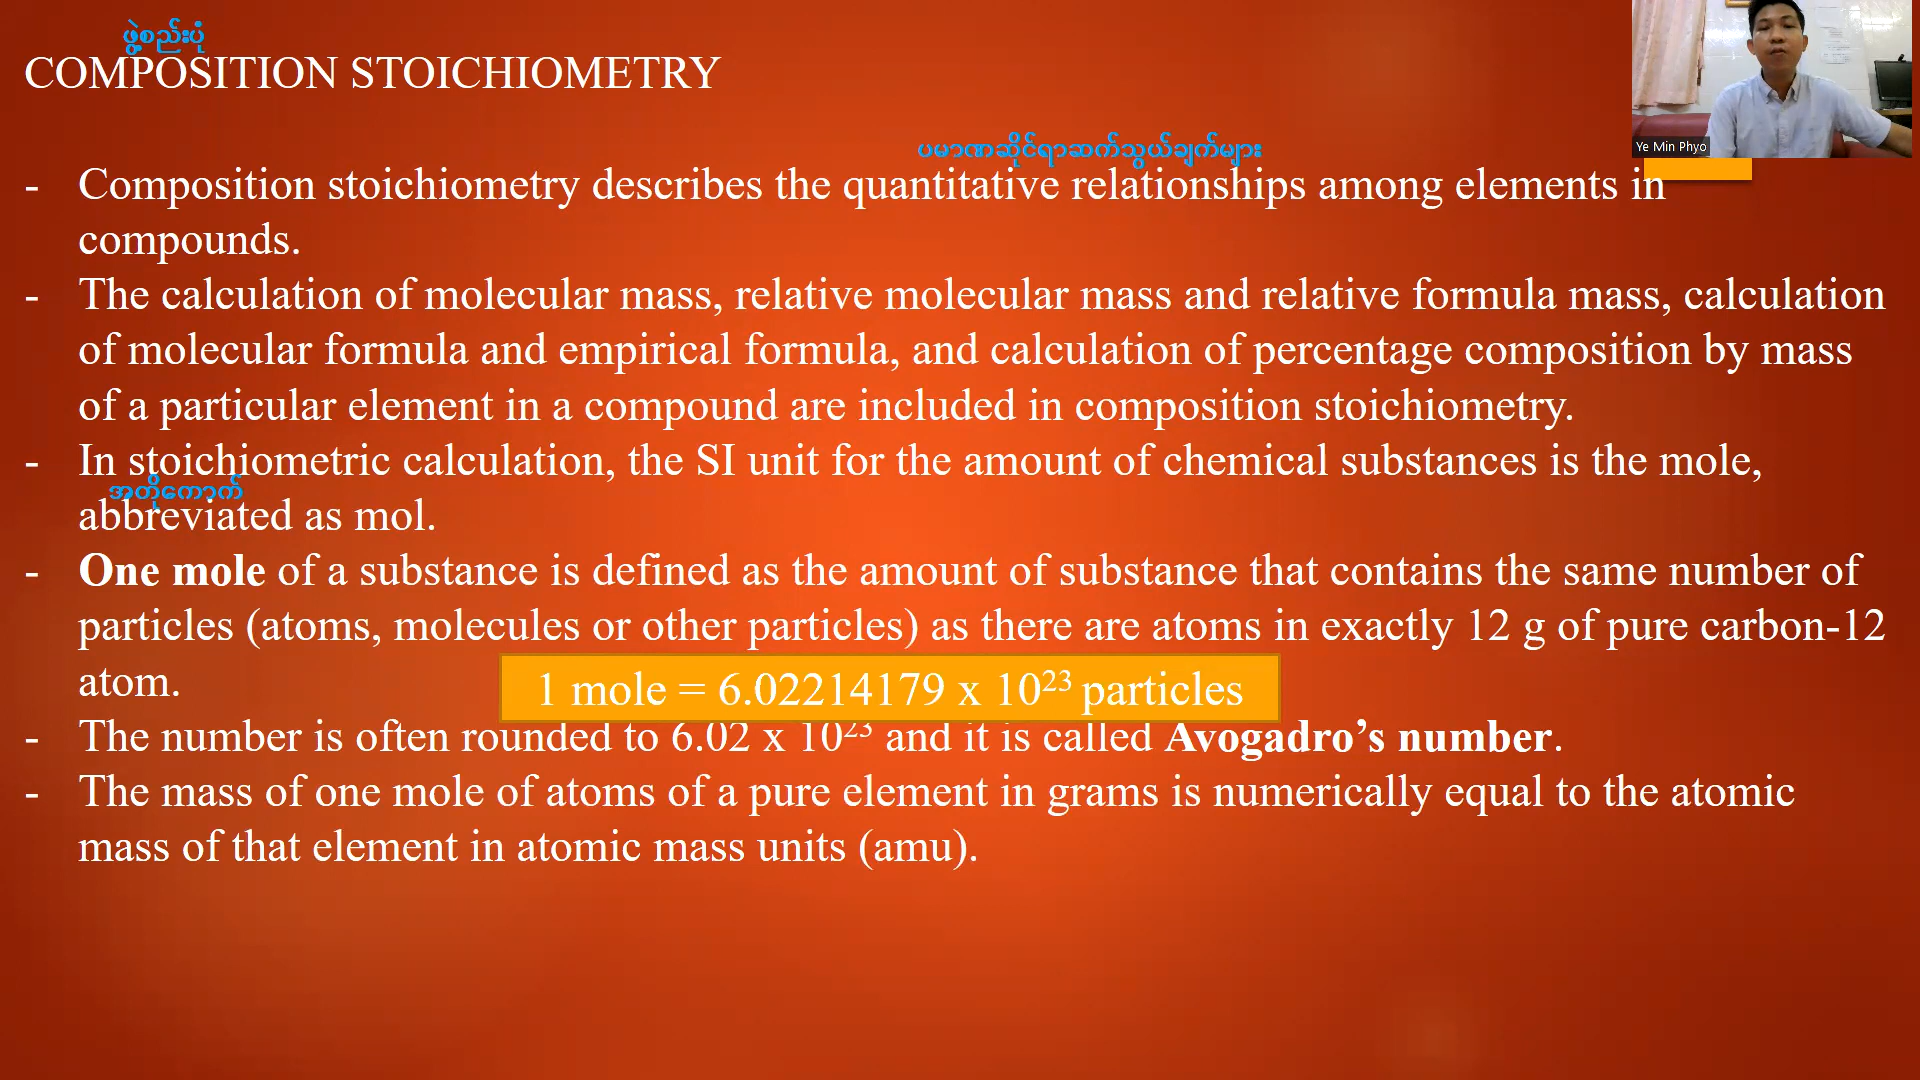 ဖွဲ့စည်းပုံ
COMPOSITION STOICHIOMETRY
Ye Min Phyo
ပမာဏဆိုင်ရာဆက်သွယ်ချက်များ
- Composition stoichiometry describes the quantitative relationships among elements in
compounds.
- The calculation of molecular mass, relative molecular mass and relative formula mass, calculation
of molecular formula and empirical formula, and calculation of percentage composition by mass
of a particular element in a compound are included in composition stoichiometry.
- In stoichiometric calculation, the SI unit for the amount of chemical substances is the mole,
အတိုကောက်
abbreviated as mol.
- One mole of a substance is defined as the amount of substance that contains the same number of
particles (atoms, molecules or other particles) as there are atoms in exactly 12 g of pure carbon-12
atom.
1 mole = 6.02214179 x 10²³ particles
- The number is often rounded to 6.02 x 10²³ and it is called Avogadro’s number.
- The mass of one mole of atoms of a pure element in grams is numerically equal to the atomic
mass of that element in atomic mass units (amu).